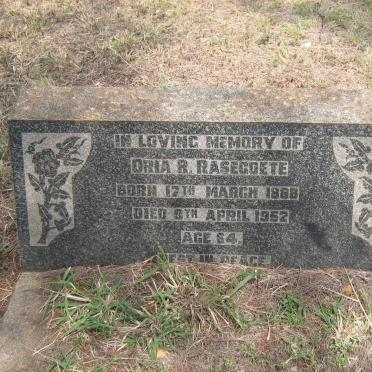 IN LOVING MEMORY OF
ORIA R. RASEGOETE
BORN 17TH MARCH 1888
DIED 8TH APRIL 1952
AGE 64.
REST IN PEACE